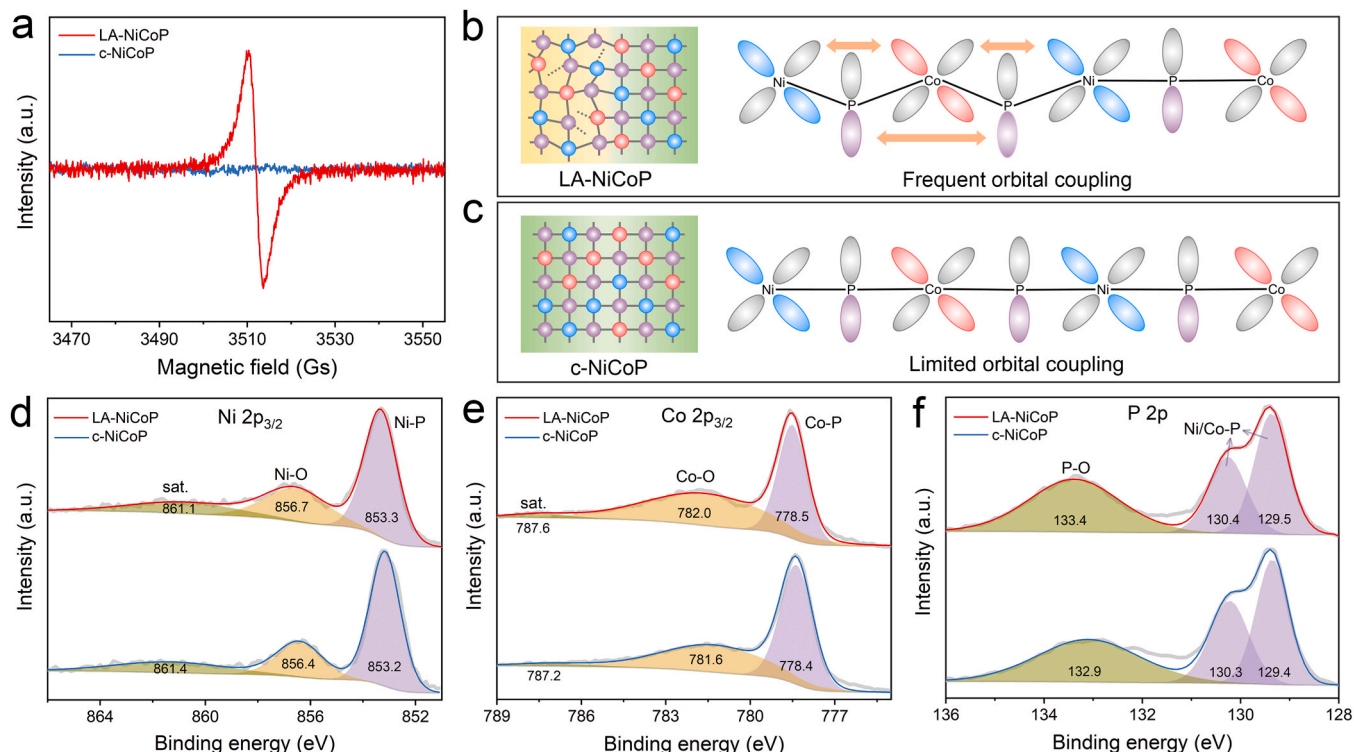 a
LA-NiCoP
c-NiCoP
Intensity (a.u.)
3470 3490 3510 3530 3550
Magnetic field (Gs)
b
LA-NiCoP
Ni P Co P Ni P Co
Frequent orbital coupling
c
c-NiCoP
Ni P Co P Ni P Co
Limited orbital coupling
d
LA-NiCoP
c-NiCoP
Ni 2p3/2
Ni-P
Ni-O
sat.
861.1
856.7
853.3
861.4
856.4
853.2
Intensity (a.u.)
864 860 856 852
Binding energy (eV)
e
LA-NiCoP
c-NiCoP
Co 2p3/2
Co-P
Co-O
sat.
787.6
782.0
778.5
787.2
781.6
778.4
Intensity (a.u.)
789 786 783 780 777
Binding energy (eV)
f
LA-NiCoP
c-NiCoP
P 2p
Ni/Co-P
P-O
133.4
130.4
129.5
132.9
130.3
129.4
Intensity (a.u.)
136 134 132 130 128
Binding energy (eV)